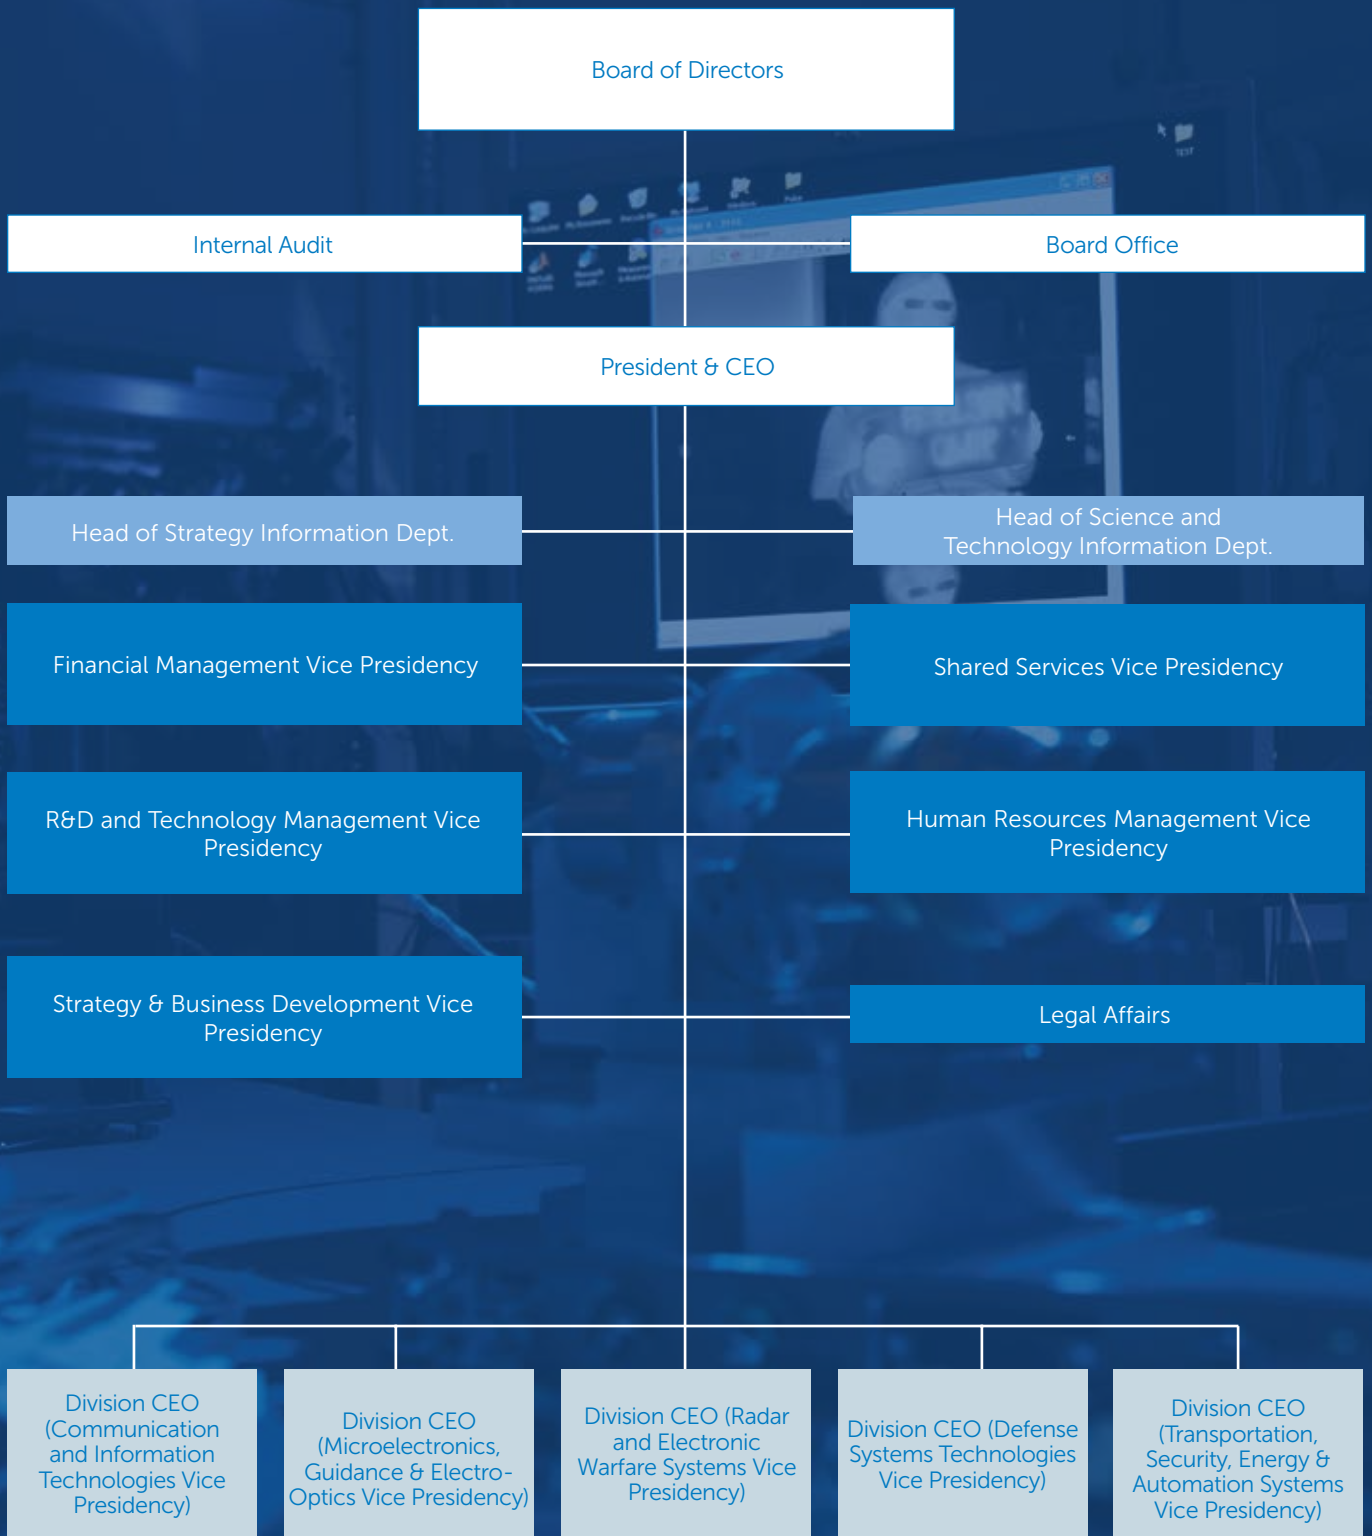 Board of Directors
TEST
Internal Audit
Board Office
President & CEO
Head of Strategy Information Dept.
Head of Science and
Technology Information Dept.
Financial Management Vice Presidency
Shared Services Vice Presidency
R&D and Technology Management Vice
Presidency
Human Resources Management Vice
Presidency
Strategy & Business Development Vice
Presidency
Legal Affairs
Division CEO
(Communication
and Information
Technologies Vice
Presidency)
Division CEO
(Microelectronics,
Guidance & Electro-
Optics Vice Presidency)
Division CEO (Radar
and Electronic
Warfare Systems Vice
Presidency)
Division CEO (Defense
Systems Technologies
Vice Presidency)
Division CEO
(Transportation,
Security, Energy &
Automation Systems
Vice Presidency)